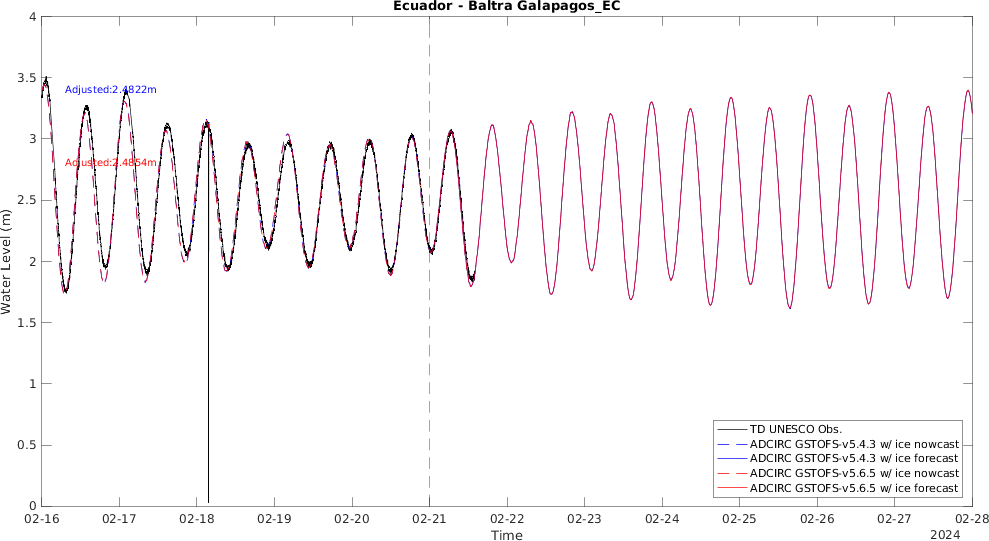 Ecuador - Baltra Galapagos_EC
4
3.5
3
2.5
2
1.5
1
0.5
0
Water Level (m)
Adjusted:2.4822m
Adjusted:2.4854m
TD UNESCO Obs.
ADCIRC GSTOFS-v5.4.3 w/ ice nowcast
ADCIRC GSTOFS-v5.4.3 w/ ice forecast
ADCIRC GSTOFS-v5.6.5 w/ ice nowcast
ADCIRC GSTOFS-v5.6.5 w/ ice forecast
02-16 02-17 02-18 02-19 02-20 02-21 02-22 02-23 02-24 02-25 02-26 02-27 02-28
Time
2024